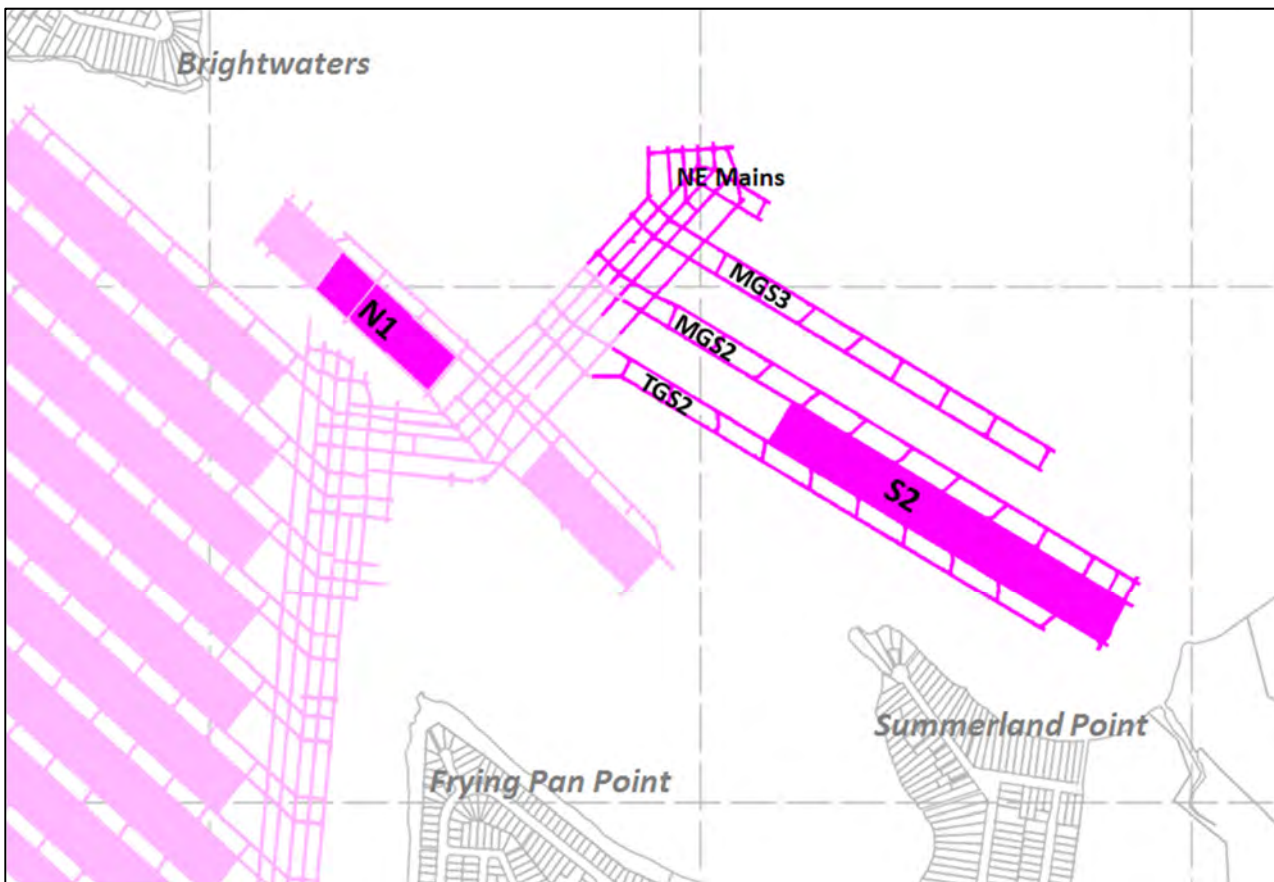 Brightwaters
NE Mains
MGS3
N1
MGS2
TGS2
S2
Summerland Point
Frying Pan Point